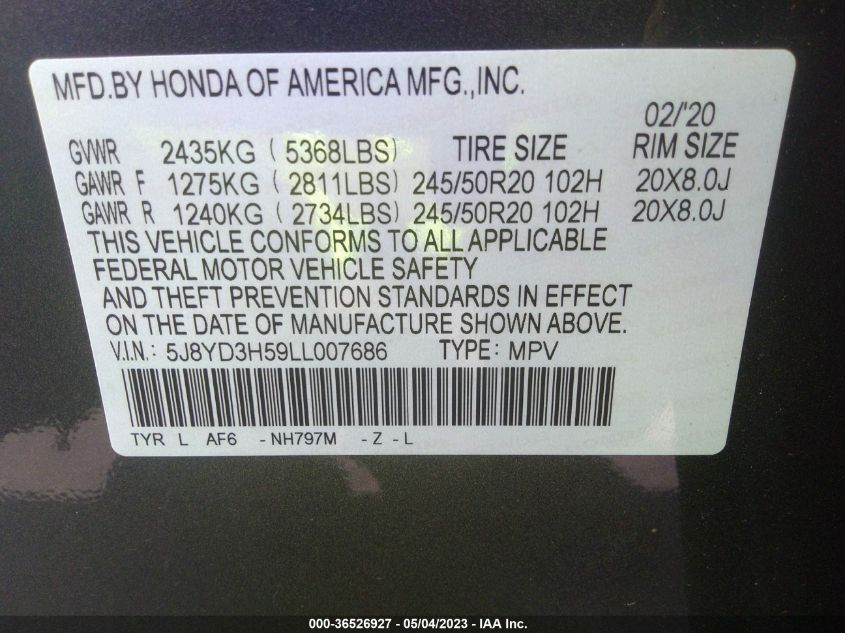 MFD.BY HONDA OF AMERICA MFG.,INC.
02/'20
GVWR 2435KG ( 5368LBS) TIRE SIZE RIM SIZE
GAWR F 1275KG ( 2811LBS) 245/50R20 102H 20X8.0J
GAWR R 1240KG ( 2734LBS) 245/50R20 102H 20X8.0J
THIS VEHICLE CONFORMS TO ALL APPLICABLE
FEDERAL MOTOR VEHICLE SAFETY
AND THEFT PREVENTION STANDARDS IN EFFECT
ON THE DATE OF MANUFACTURE SHOWN ABOVE.
V.I.N.: 5J8YD3H59LL007686 TYPE: MPV
TYR L AF6 -NH797M -Z -L
000-36526927 - 05/04/2023 - IAA Inc.